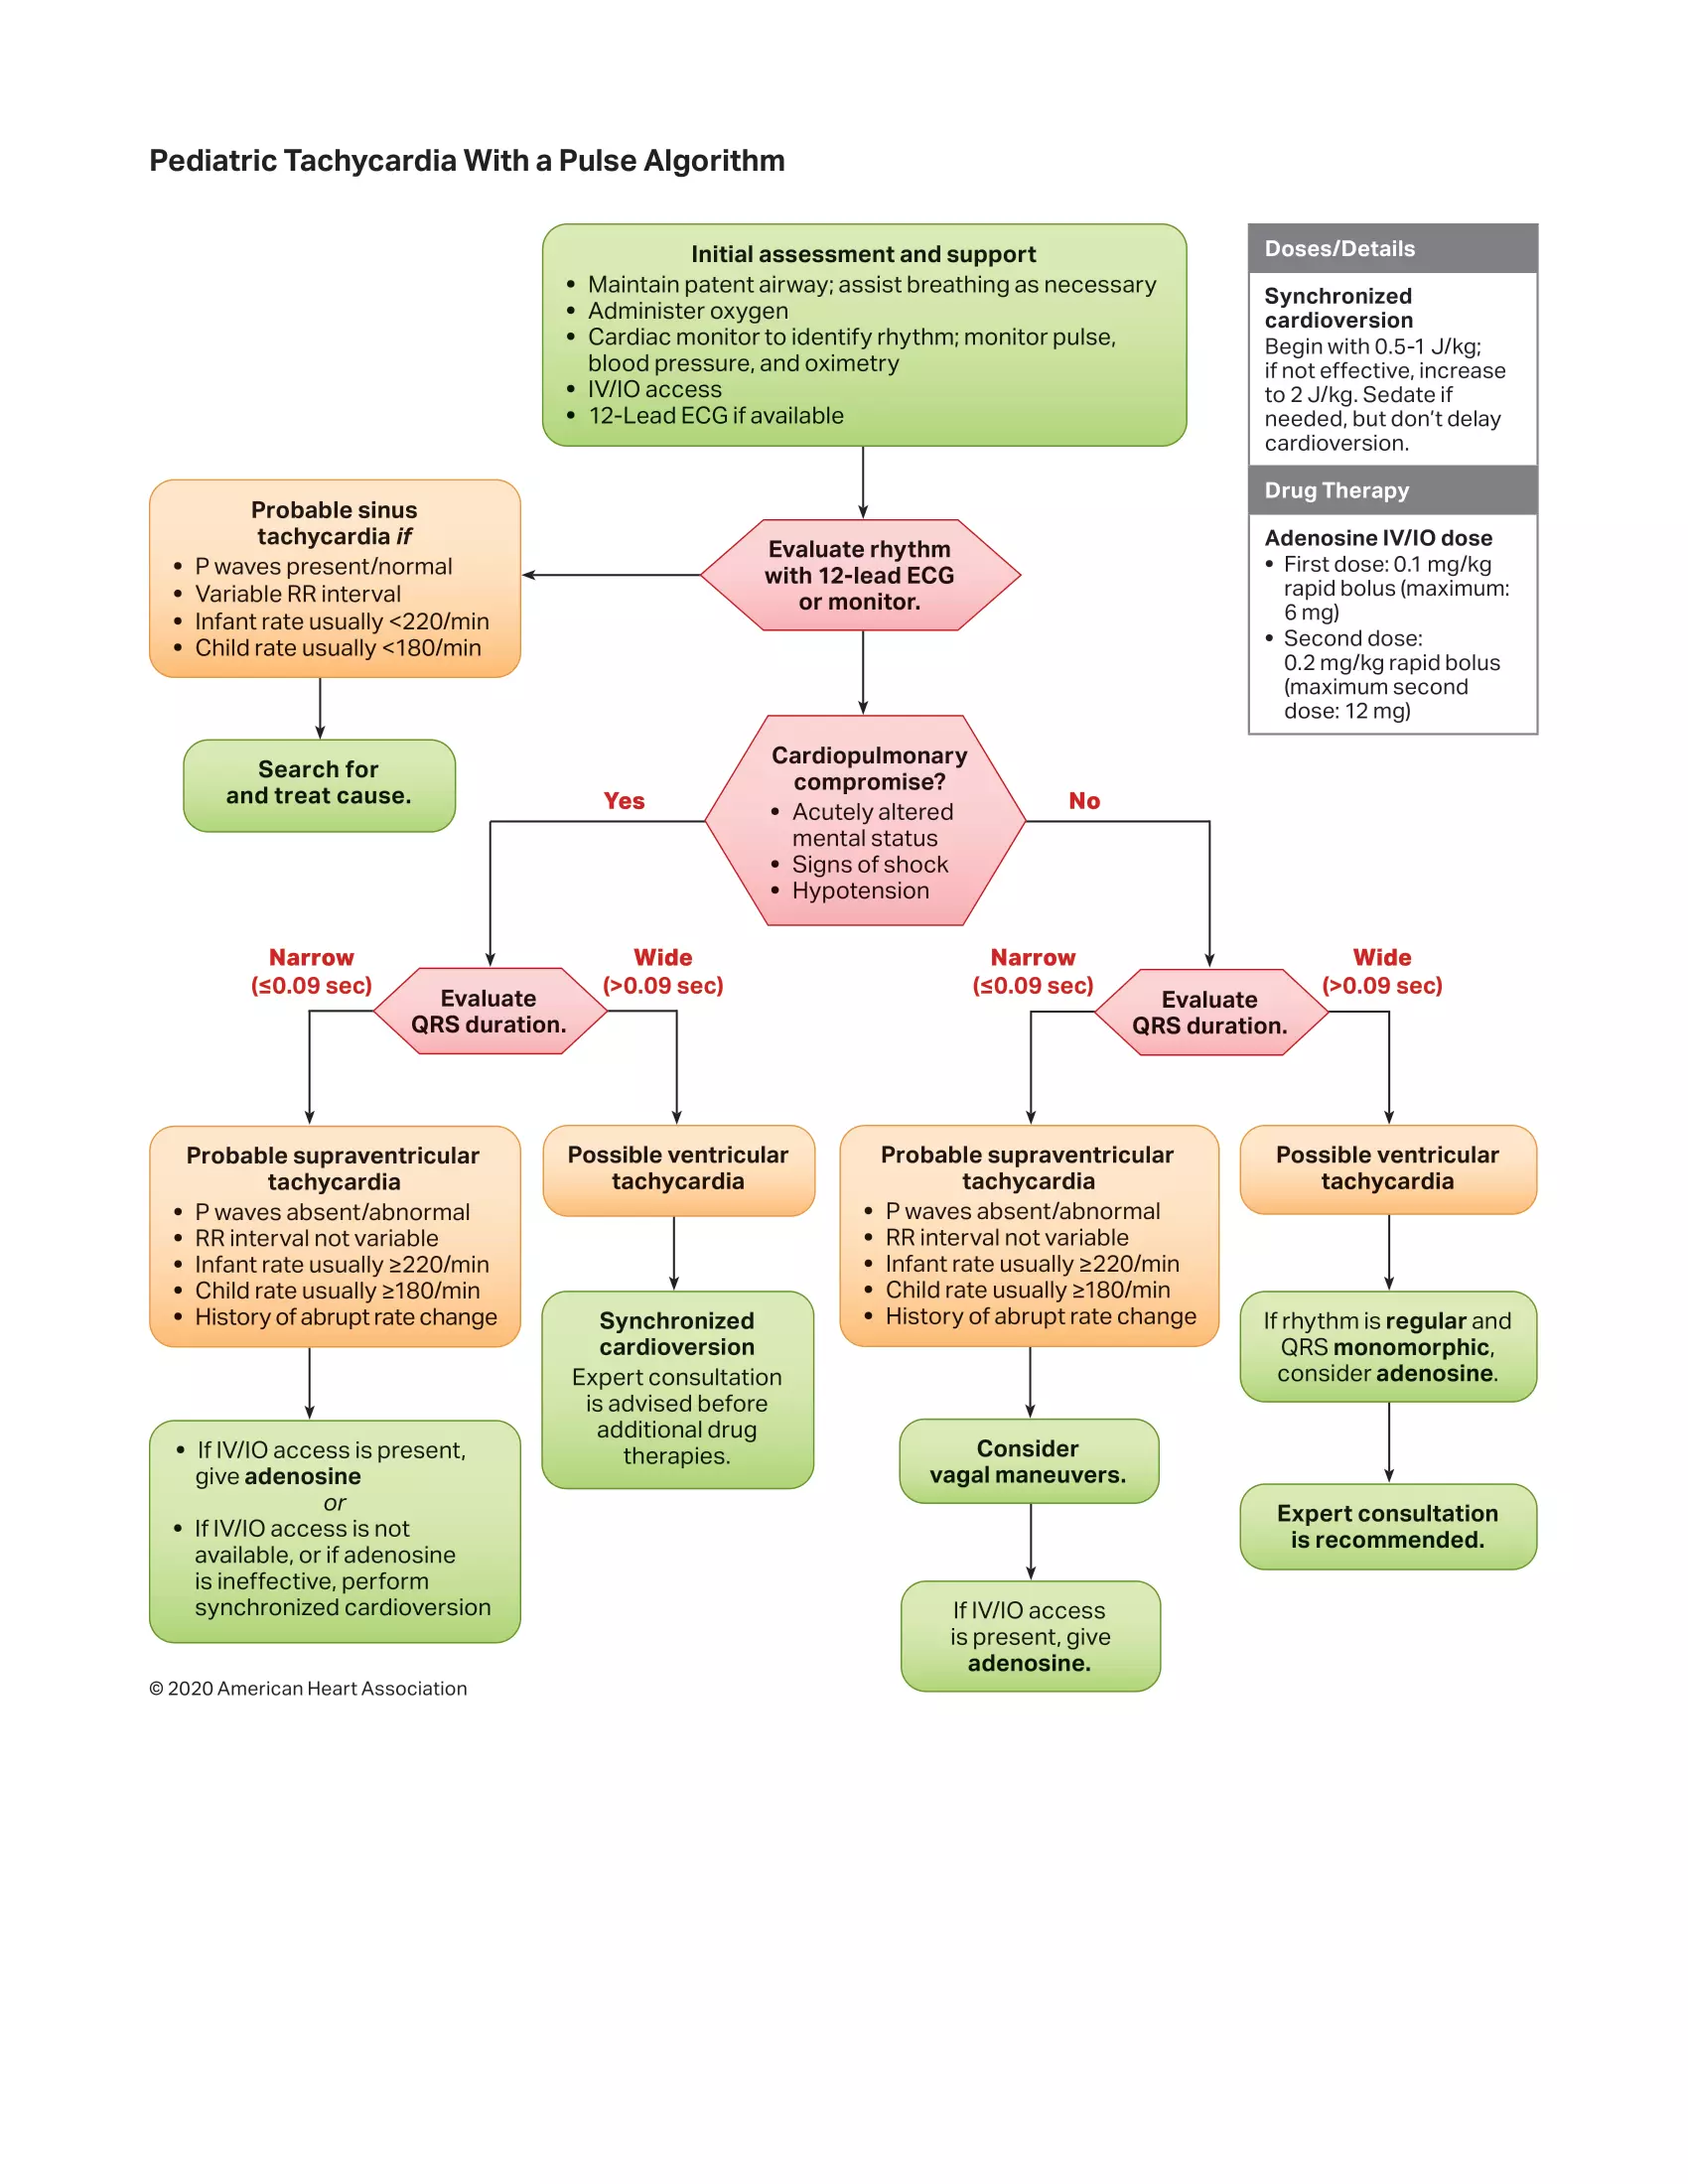 Pediatric Tachycardia With a Pulse Algorithm
Initial assessment and support
• Maintain patent airway; assist breathing as necessary
• Administer oxygen
• Cardiac monitor to identify rhythm; monitor pulse,
blood pressure, and oximetry
• IV/IO access
• 12-Lead ECG if available
Doses/Details
Synchronized
cardioversion
Begin with 0.5-1 J/kg;
if not effective, increase
to 2 J/kg. Sedate if
needed, but don’t delay
cardioversion.
Drug Therapy
Adenosine IV/IO dose
• First dose: 0.1 mg/kg
rapid bolus (maximum:
6 mg)
• Second dose:
0.2 mg/kg rapid bolus
(maximum second
dose: 12 mg)
Evaluate rhythm
with 12-lead ECG
or monitor.
Probable sinus
tachycardia if
• P waves present/normal
• Variable RR interval
• Infant rate usually <220/min
• Child rate usually <180/min
Search for
and treat cause.
Cardiopulmonary
compromise?
• Acutely altered
mental status
• Signs of shock
• Hypotension
Yes
No
Narrow
(≤0.09 sec)
Evaluate
QRS duration.
Wide
(>0.09 sec)
Narrow
(≤0.09 sec)
Evaluate
QRS duration.
Wide
(>0.09 sec)
Probable supraventricular
tachycardia
• P waves absent/abnormal
• RR interval not variable
• Infant rate usually ≥220/min
• Child rate usually ≥180/min
• History of abrupt rate change
• If IV/IO access is present,
give adenosine
or
• If IV/IO access is not
available, or if adenosine
is ineffective, perform
synchronized cardioversion
Possible ventricular
tachycardia
Synchronized
cardioversion
Expert consultation
is advised before
additional drug
therapies.
Probable supraventricular
tachycardia
• P waves absent/abnormal
• RR interval not variable
• Infant rate usually ≥220/min
• Child rate usually ≥180/min
• History of abrupt rate change
Consider
vagal maneuvers.
If IV/IO access
is present, give
adenosine.
Possible ventricular
tachycardia
If rhythm is regular and
QRS monomorphic,
consider adenosine.
Expert consultation
is recommended.
© 2020 American Heart Association